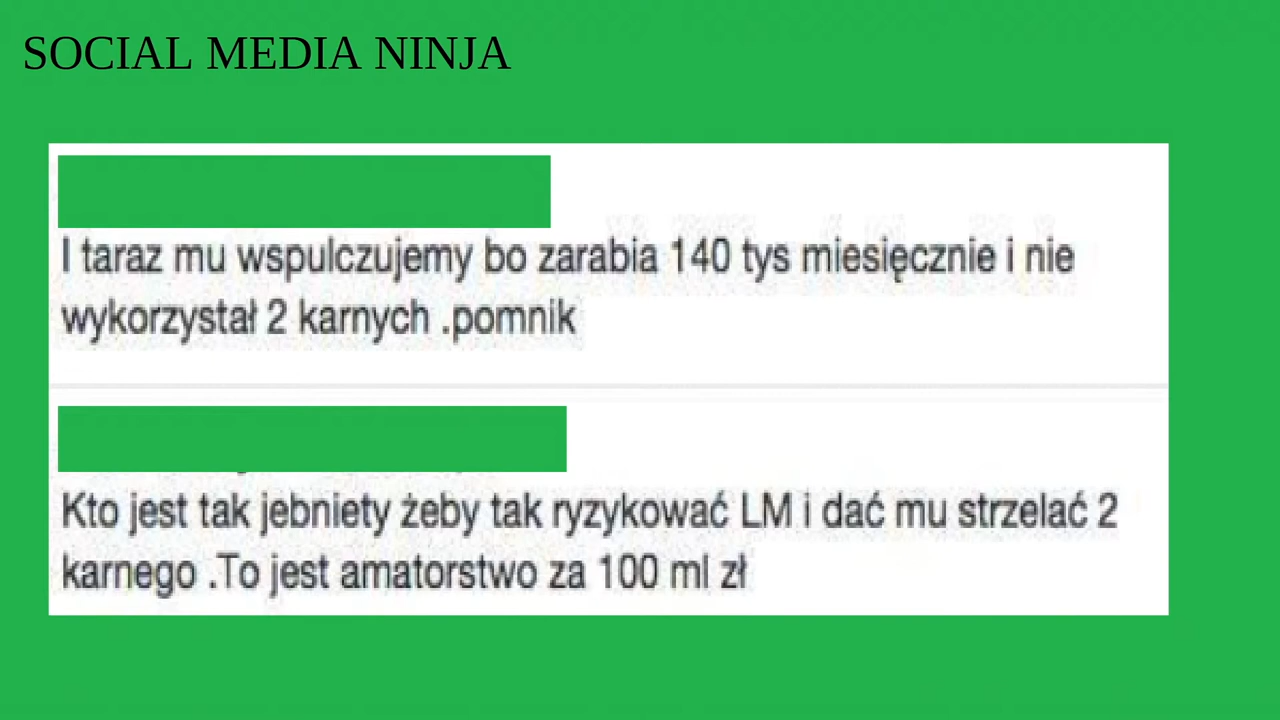 SOCIAL MEDIA NINJA
I taraz mu wspulczujemy bo zarabia 140 tys miesięcznie i nie
wykorzystał 2 karnych .pomnik
Kto jest tak jebniety żeby tak ryzykować LM i dać mu strzelać 2
karnego .To jest amatorstwo za 100 ml zł